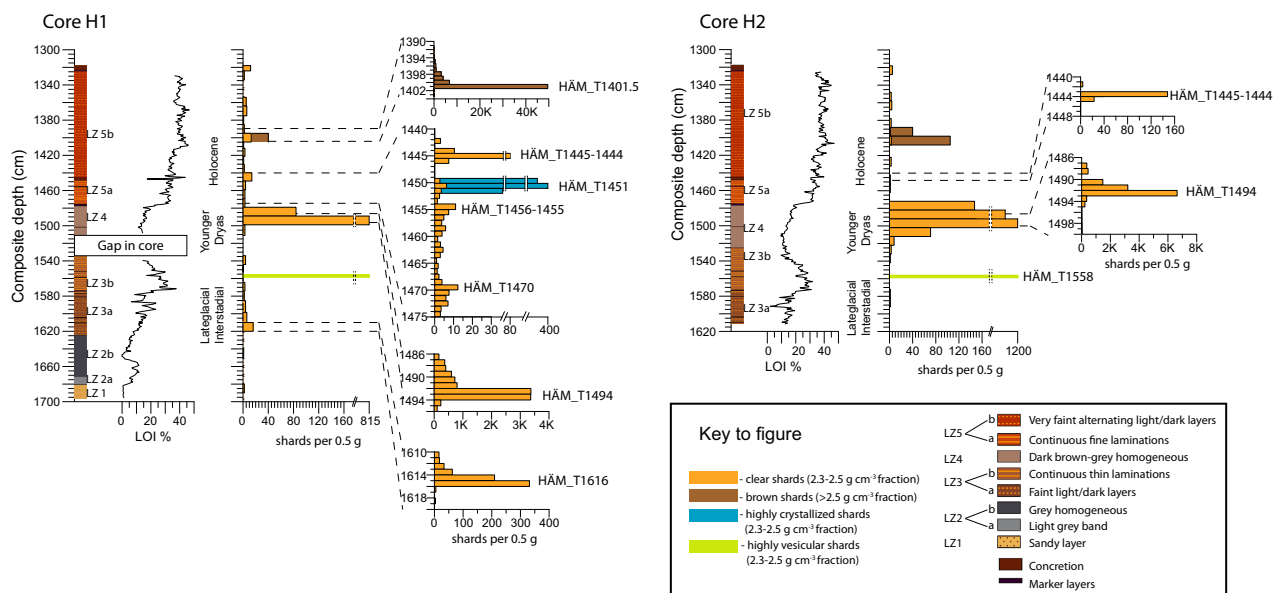 Core H1
Composite depth (cm)
1300
1340
1380
1420
1460
1500
1540
1580
1620
1660
1700
LZ 5b
LZ 5a
LZ 4
Gap in core
LZ 3b
LZ 3a
LZ 2b
LZ 2a
LZ 1
0 20 40
LOI %
Holocene
Younger
Dryas
Lateglacial
Interstadial
0 40 80 120 160 815
shards per 0.5 g
1390
1394
1398
1402
HÄM_T1401.5
0 20K 40K
1440
1445
HÄM_T1445-1444
1450
HÄM_T1451
1455
HÄM_T1456-1455
1460
1465
1470
HÄM_T1470
1475
0 10 30 80 400
1486
1490
1494
HÄM_T1494
0 1K 2K 3K 4K
1610
1614
HÄM_T1616
1618
0 100 200 300 400
shards per 0.5 g
Core H2
Composite depth (cm)
1300
1340
1380
1420
1460
1500
1540
1580
1620
LZ 5b
LZ 5a
LZ 4
LZ 3b
LZ 3a
0 20 40
LOI %
Holocene
Younger
Dryas
Lateglacial
Interstadial
HÄM_T1558
0 40 80 120 160 1200
shards per 0.5 g
1440
1444
HÄM_T1445-1444
1448
0 40 80 120 160
1486
1490
HÄM_T1494
1494
1498
0 2K 4K 6K 8K
shards per 0.5 g
Key to figure
- clear shards (2.3-2.5 g cm⁻³ fraction)
- brown shards (>2.5 g cm⁻³ fraction)
- highly crystallized shards
(2.3-2.5 g cm⁻³ fraction)
- highly vesicular shards
(2.3-2.5 g cm⁻³ fraction)
LZ5
b Very faint alternating light/dark layers
a Continuous fine laminations
LZ4 Dark brown-grey homogeneous
LZ3
b Continuous thin laminations
a Faint light/dark layers
LZ2
b Grey homogeneous
a Light grey band
LZ1 Sandy layer
Concretion
Marker layers